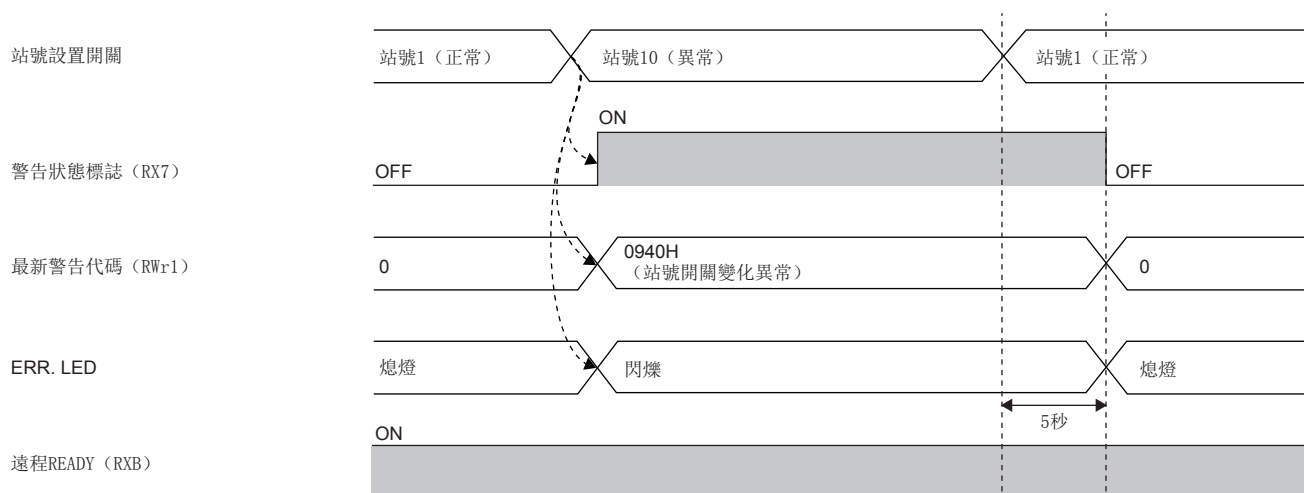 站號設置開關
站號1（正常）
站號10（異常）
站號1（正常）
ON
警告狀態標誌（RX7）
OFF
OFF
最新警告代碼（RWr1）
0
0940H
（站號開關變化異常）
0
ERR. LED
熄燈
閃爍
熄燈
5秒
ON
遠程READY（RXB）